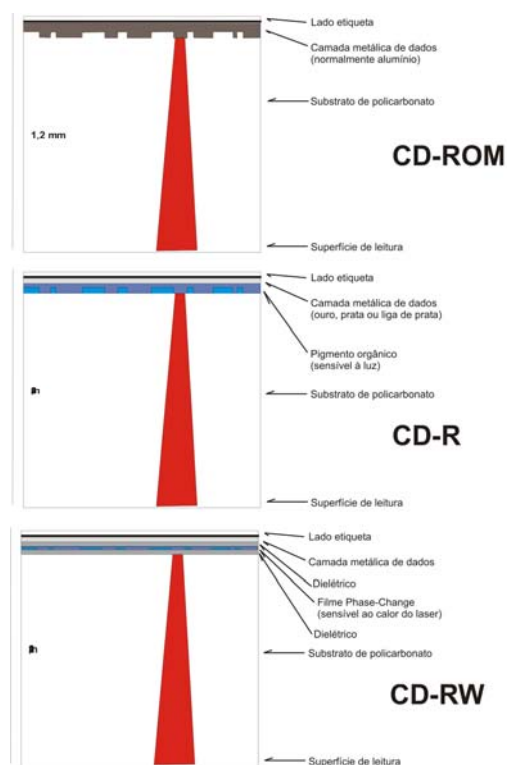 Lado etiqueta
Camada metálica de dados
(normalmente alumínio)
Substrato de policarbonato
1,2 mm
CD-ROM
Superfície de leitura
Lado etiqueta
Camada metálica de dados
(ouro, prata ou liga de prata)
Pigmento orgânico
(sensível à luz)
Substrato de policarbonato
CD-R
Superfície de leitura
Lado etiqueta
Camada metálica de dados
Dielétrico
Filme Phase-Change
(sensível ao calor do laser)
Dielétrico
Substrato de policarbonato
CD-RW
Superfície de leitura